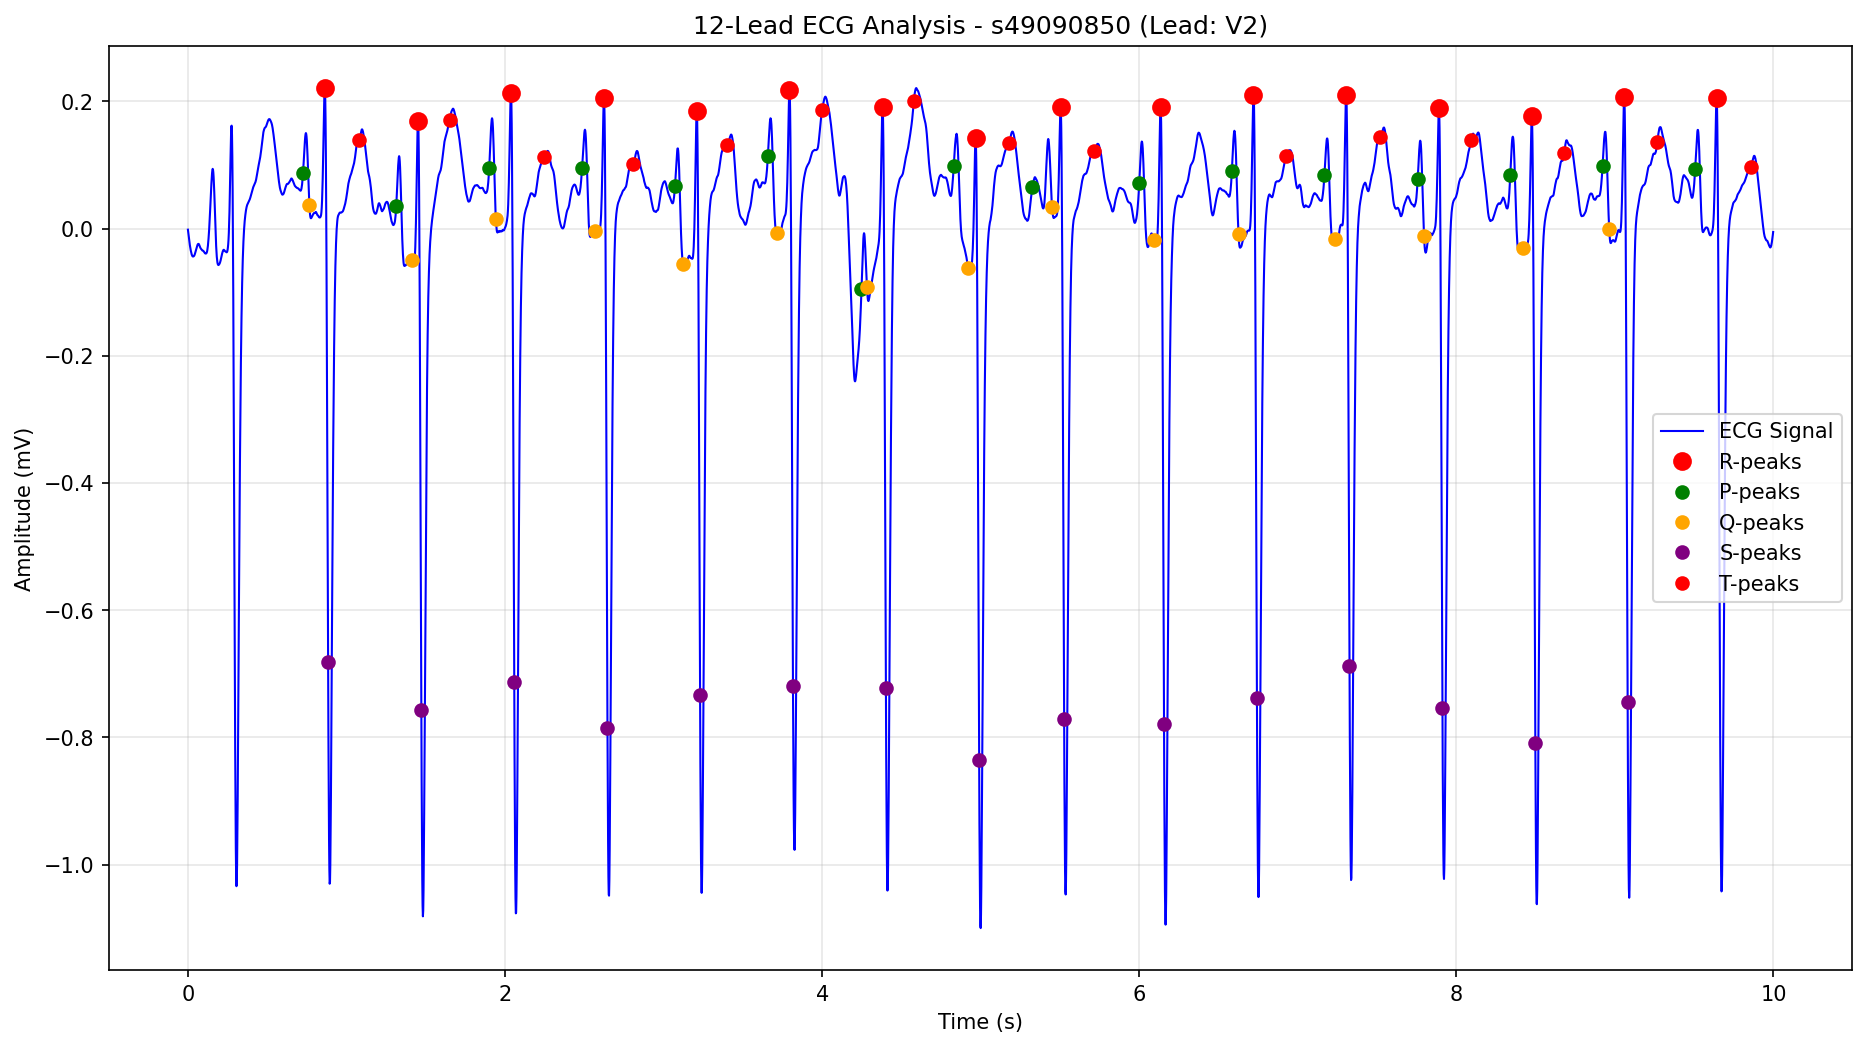 12-Lead ECG Analysis - s49090850 (Lead: V2)
Amplitude (mV)
0.2
0.0
−0.2
−0.4
−0.6
−0.8
−1.0
ECG Signal
R-peaks
P-peaks
Q-peaks
S-peaks
T-peaks
0 2 4 6 8 10
Time (s)